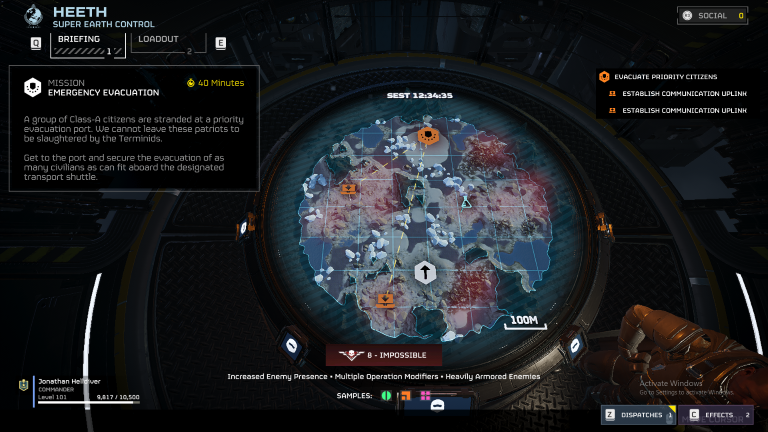 HEETH
SUPER EARTH CONTROL
Q
BRIEFING
1
LOADOUT
2
E
SOCIAL 0
MISSION
EMERGENCY EVACUATION
40 Minutes
A group of Class-A citizens are stranded at a priority
evacuation port. We cannot leave these patriots to
be slaughtered by the Terminids.
Get to the port and secure the evacuation of as
many civilians as can fit aboard the designated
transport shuttle.
EVACUATE PRIORITY CITIZENS
ESTABLISH COMMUNICATION UPLINK
ESTABLISH COMMUNICATION UPLINK
SEST 12:34:35
100M
8 - IMPOSSIBLE
Increased Enemy Presence • Multiple Operation Modifiers • Heavily Armored Enemies
SAMPLES:
Jonathan Helldiver
COMMANDER
Level 101
9,817 / 10,500
Activate Windows
Go to Settings to activate Windows.
Z DISPATCHES 1
C EFFECTS 2